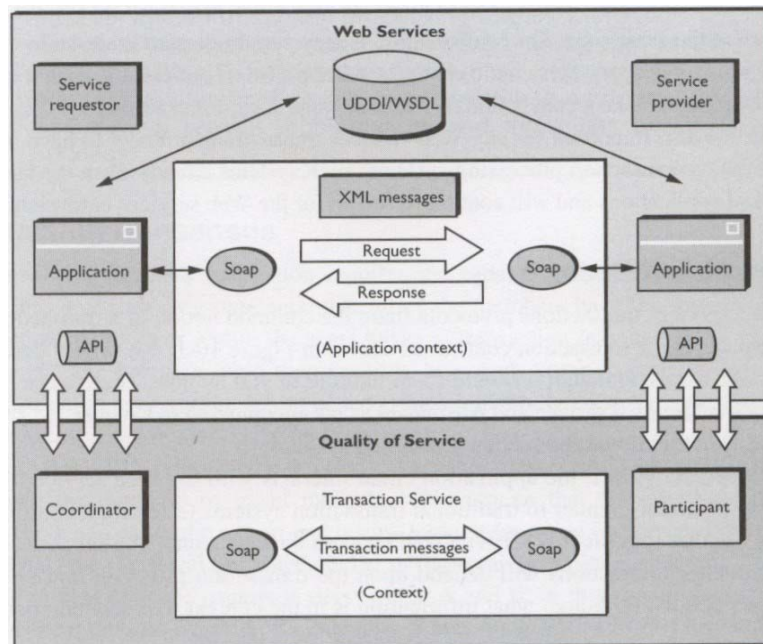 Web Services
Service
requestor
UDDI/WSDL
Service
provider
XML messages
Application
Soap
Request
Response
Soap
Application
API
(Application context)
API
Quality of Service
Coordinator
Transaction Service
Participant
Soap
Transaction messages
Soap
(Context)